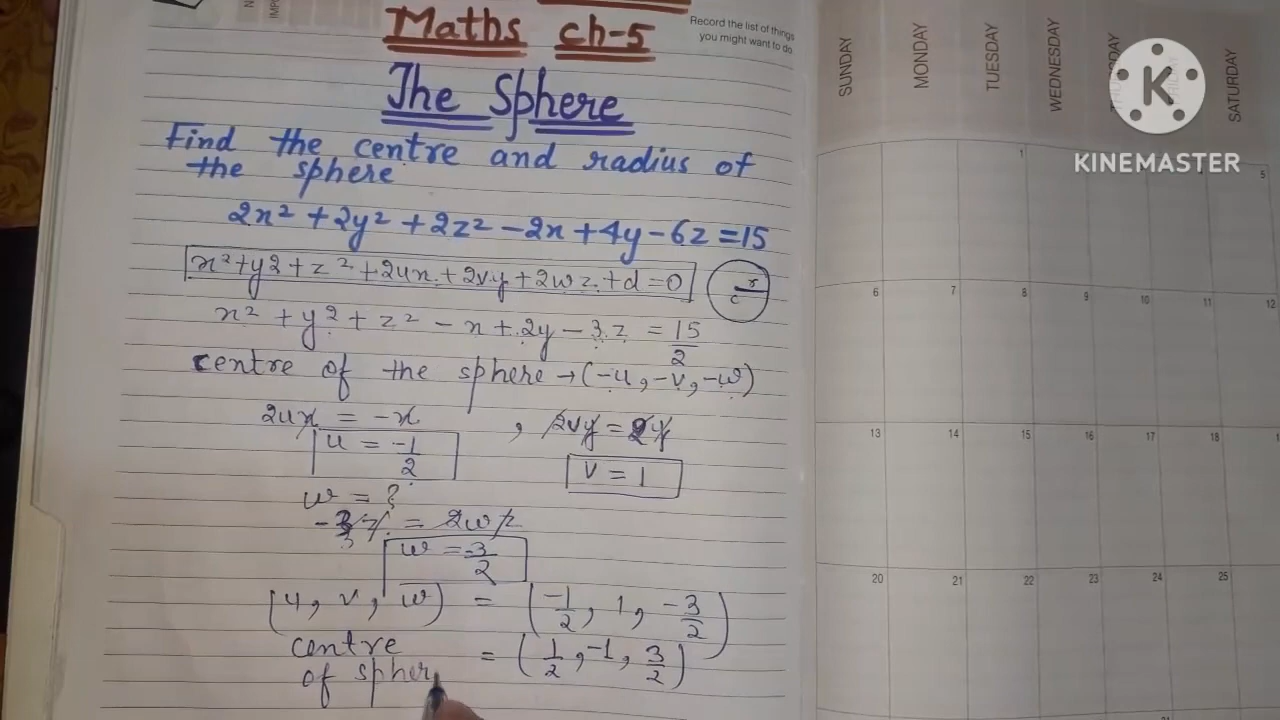 Maths ch-5
Record the list of things
you might want to do
The Sphere
Find the centre and radius of
the sphere
2x² + 2y² + 2z² - 2x + 4y - 6z = 15
x² + y2 + z² + 2ux + 2vy + 2wz + d = 0
c r
x² + y² + z² - x + 2y - 3z = 15/2
centre of the sphere → (-u, -v, -w)
2ux = -x , 2vy = 2y
u = -1/2 v = 1
w = ?
-3z = 2wz
w = -3/2
(u, v, w) = (-1/2, 1, -3/2)
centre = (1/2, -1, 3/2)
of spher
SUNDAY MONDAY TUESDAY WEDNESDAY SATURDAY
K
KINEMASTER
1 5
6 7 8 9 10 11 12
13 14 15 16 17 18
20 21 22 23 24 25